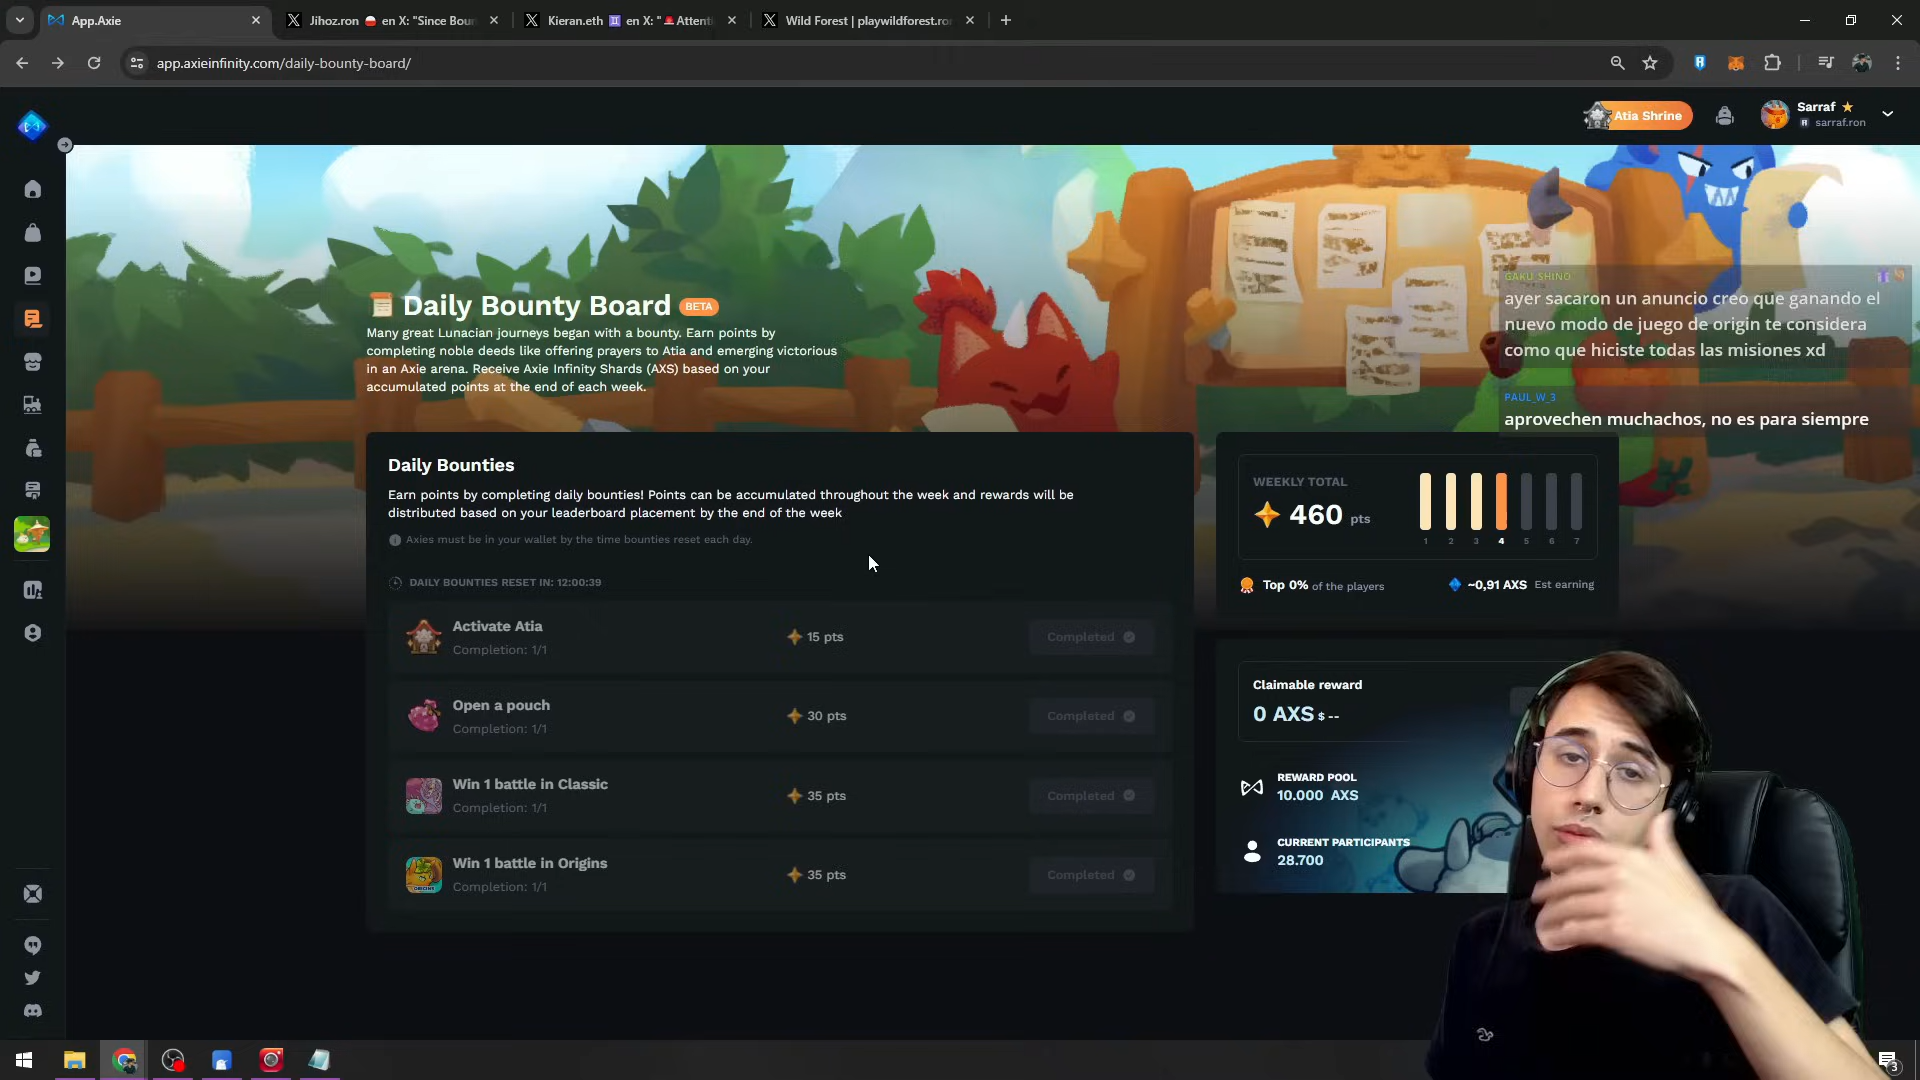 App.Axie
Jihoz.ron en X: "Since Boun
Kieran.eth en X: " Attenti
Wild Forest | playwildforest.ro
app.axieinfinity.com/daily-bounty-board/
Atia Shrine
Sarraf
sarraf.ron
GAKU SHINO
ayer sacaron un anuncio creo que ganando el
nuevo modo de juego de origin te considera
como que hiciste todas las misiones xd
PAUL_W_3
aprovechen muchachos, no es para siempre
Daily Bounty Board BETA
Many great Lunacian journeys began with a bounty. Earn points by
completing noble deeds like offering prayers to Atia and emerging victorious
in an Axie arena. Receive Axie Infinity Shards (AXS) based on your
accumulated points at the end of each week.
Daily Bounties
Earn points by completing daily bounties! Points can be accumulated throughout the week and rewards will be
distributed based on your leaderboard placement by the end of the week
Axies must be in your wallet by the time bounties reset each day.
DAILY BOUNTIES RESET IN: 12:00:39
Activate Atia
Completion: 1/1
15 pts
Completed
Open a pouch
Completion: 1/1
30 pts
Completed
Win 1 battle in Classic
Completion: 1/1
35 pts
Completed
ORIGINS
Win 1 battle in Origins
Completion: 1/1
35 pts
Completed
WEEKLY TOTAL
460 pts
1 2 3 4 5 6 7
Top 0% of the players
~0,91 AXS Est earning
Claimable reward
0 AXS $ --
REWARD POOL
10.000 AXS
CURRENT PARTICIPANTS
28.700
3